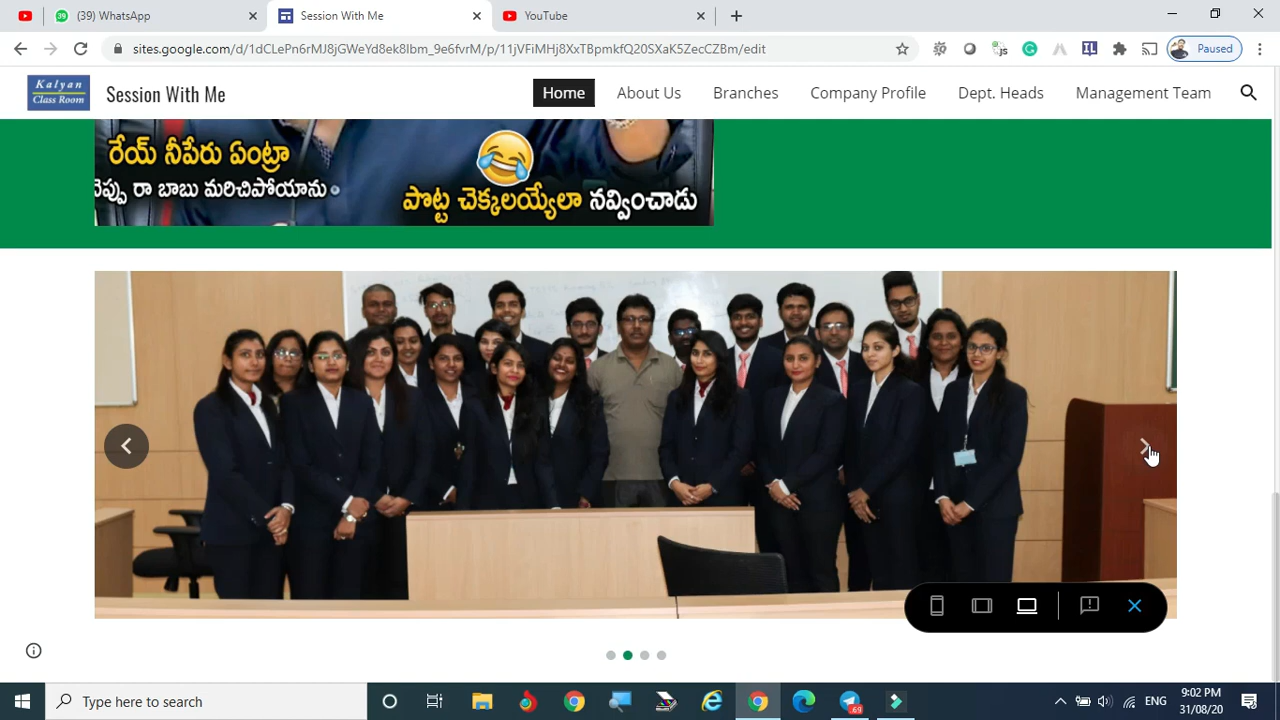 (39) WhatsApp
Session With Me
YouTube
sites.google.com/d/1dCLePn6rMJ8jGWeYd8ek8Ibm_9e6fvrM/p/11jVFiMHj8XxTBpmkfQ20SXaK5ZecCZBm/edit
Paused
Kalyan
Class Room
Session With Me
Home
About Us
Branches
Company Profile
Dept. Heads
Management Team
రేయ్ నీపేరు ఏంట్రా
చెప్పు రా బాబు మరిచిపోయాను
పొట్ట చెక్కలయ్యేలా నవ్వించాడు
Type here to search
69
ENG
9:02 PM
31/08/20